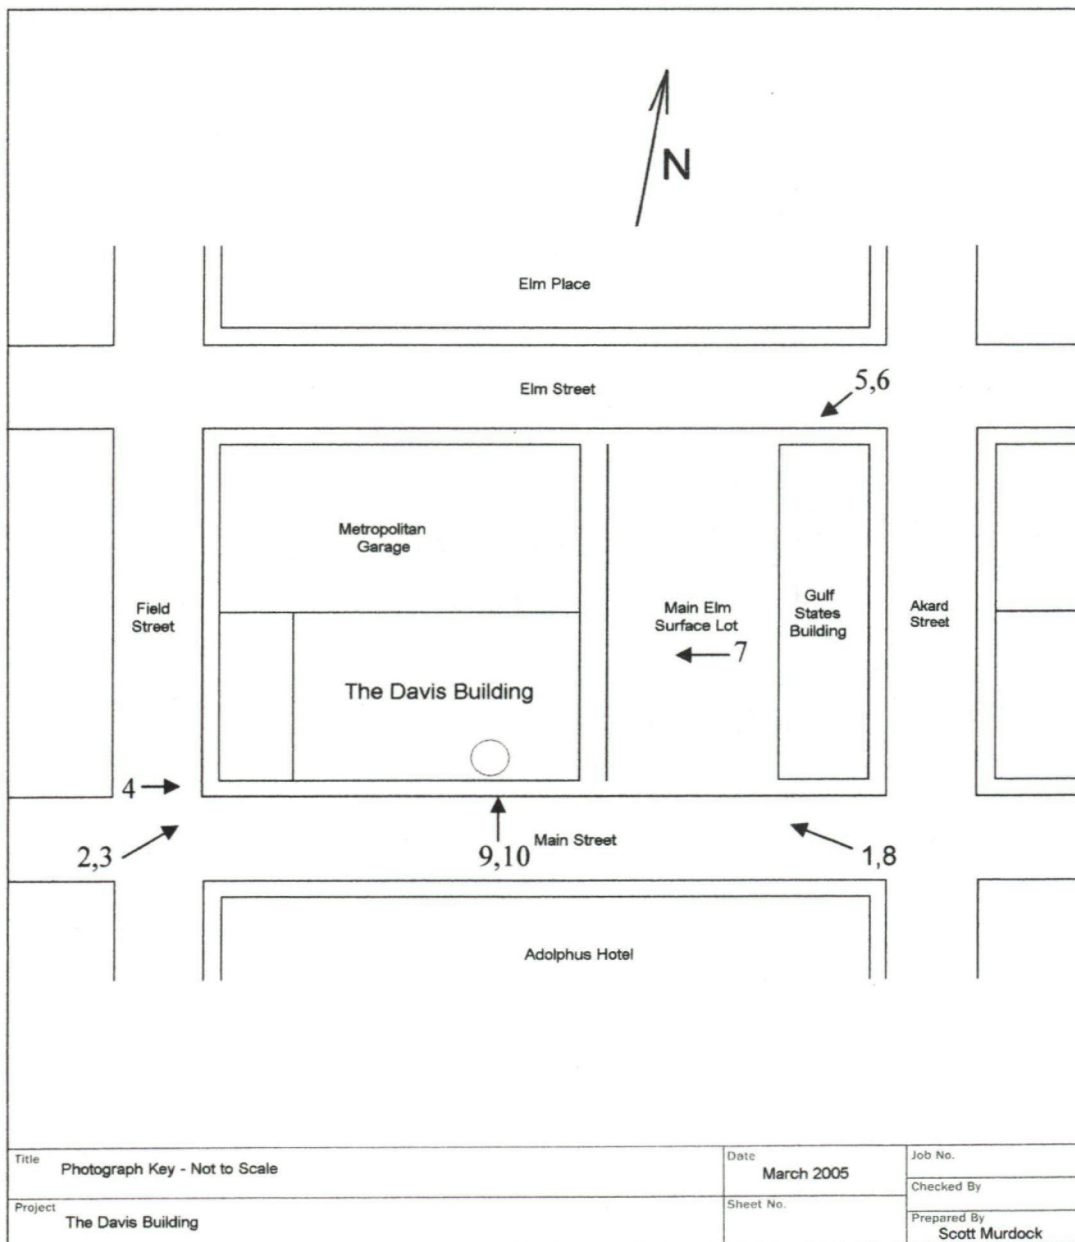 N
Elm Place
Elm Street
5,6
Metropolitan
Garage
Field
Street
Main Elm
Surface Lot
7
Gulf
States
Building
Akard
Street
The Davis Building
4
2,3
9,10
Main Street
1,8
Adolphus Hotel
Title
Photograph Key - Not to Scale
Date
March 2005
Job No.
Checked By
Project
The Davis Building
Sheet No.
Prepared By
Scott Murdock